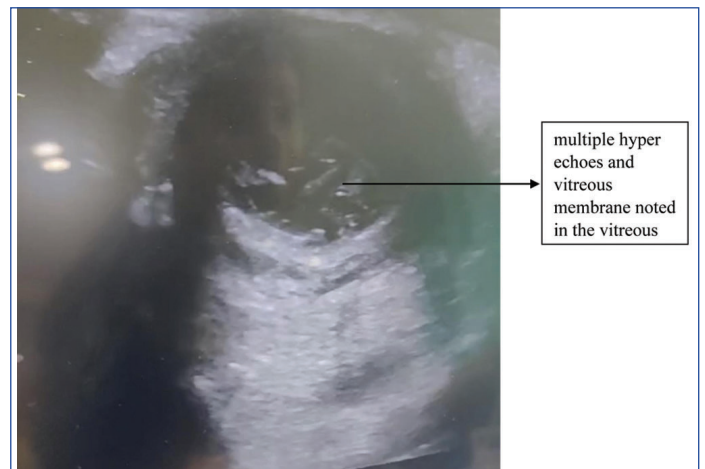 multiple hyper
echoes and
vitreous
membrane noted
in the vitreous